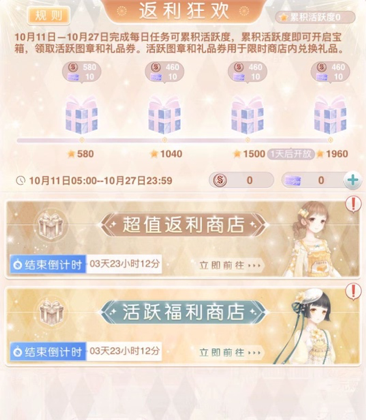 规则
返利狂欢
累积活跃度0
10月11日—10月27日完成每日任务可累积活跃度，累积活跃度即可开启宝
箱，领取活跃图章和礼品券。活跃图章和礼品券用于限时商店内兑换礼品。
580 460 460 460
10 10 10 10
580 1040 1500 1天后开放 1960
10月11日05:00--10月27日23:59 0 0
超值返利商店
结束倒计时 03天23小时12分 立即前往
活跃福利商店
结束倒计时 03天23小时12分 立即前往